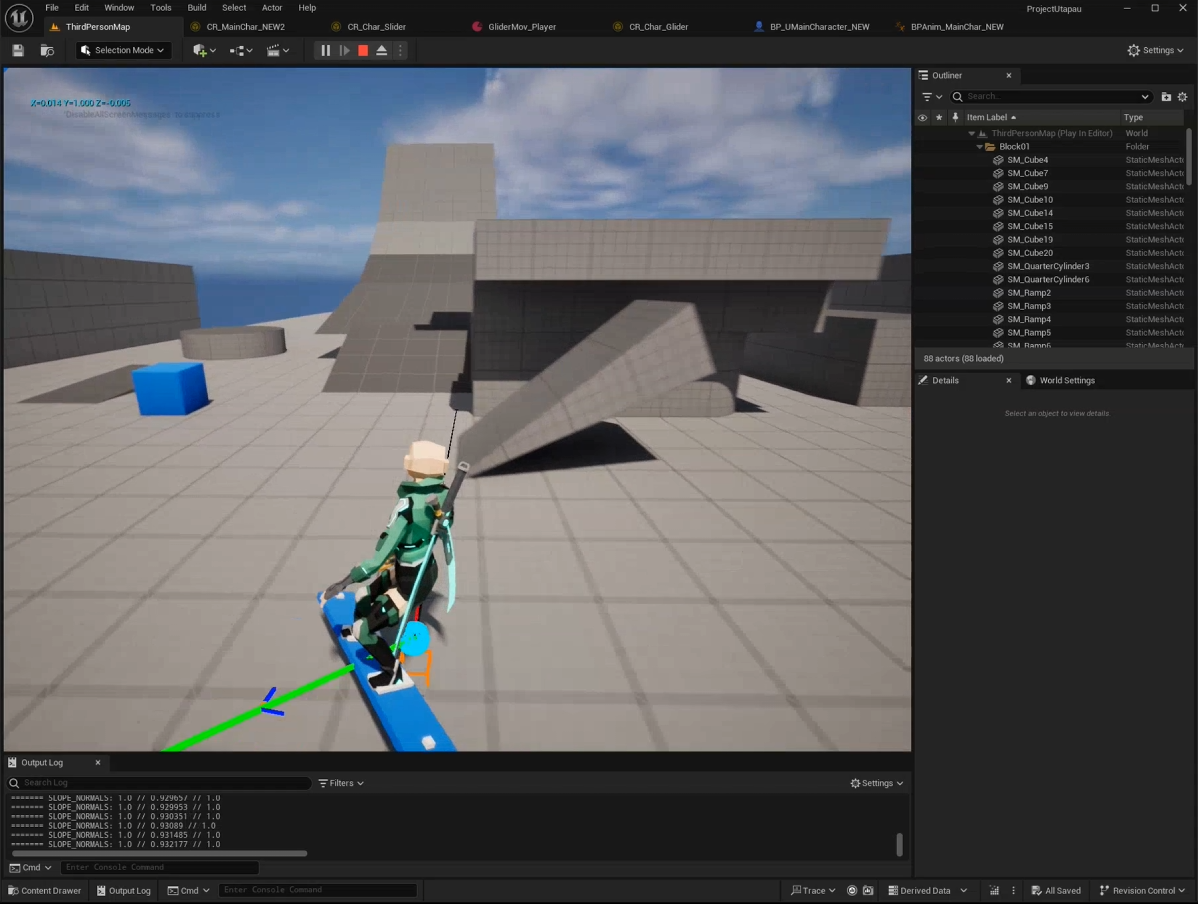 File Edit Window Tools Build Select Actor Help
ProjectUtapau
ThirdPersonMap CR_MainChar_NEW2 CR_Char_Slider GliderMov_Player CR_Char_Glider BP_UMainCharacter_NEW BPAnim_MainChar_NEW
Selection Mode
Settings
X=0.014 Y=1.000 Z=-0.005
Outliner
Search...
Item Label Type
ThirdPersonMap (Play In Editor) World
Block01 Folder
SM_Cube4 StaticMeshActo
SM_Cube7 StaticMeshActo
SM_Cube9 StaticMeshActo
SM_Cube10 StaticMeshActo
SM_Cube14 StaticMeshActo
SM_Cube15 StaticMeshActo
SM_Cube19 StaticMeshActo
SM_Cube20 StaticMeshActo
SM_QuarterCylinder3 StaticMeshActo
SM_QuarterCylinder6 StaticMeshActo
SM_Ramp2 StaticMeshActo
SM_Ramp3 StaticMeshActo
SM_Ramp4 StaticMeshActo
SM_Ramp5 StaticMeshActo
SM_Ramp6 StaticMeshActo
88 actors (88 loaded)
Details World Settings
Select an object to view details.
Output Log
Search Log Filters Settings
======= SLOPE_NORMALS: 1.0 // 0.929657 // 1.0
======= SLOPE_NORMALS: 1.0 // 0.929953 // 1.0
======= SLOPE_NORMALS: 1.0 // 0.930351 // 1.0
======= SLOPE_NORMALS: 1.0 // 0.93089 // 1.0
======= SLOPE_NORMALS: 1.0 // 0.931485 // 1.0
======= SLOPE_NORMALS: 1.0 // 0.932177 // 1.0
Cmd Enter Console Command
Content Drawer Output Log Cmd Enter Console Command Trace Derived Data All Saved Revision Control